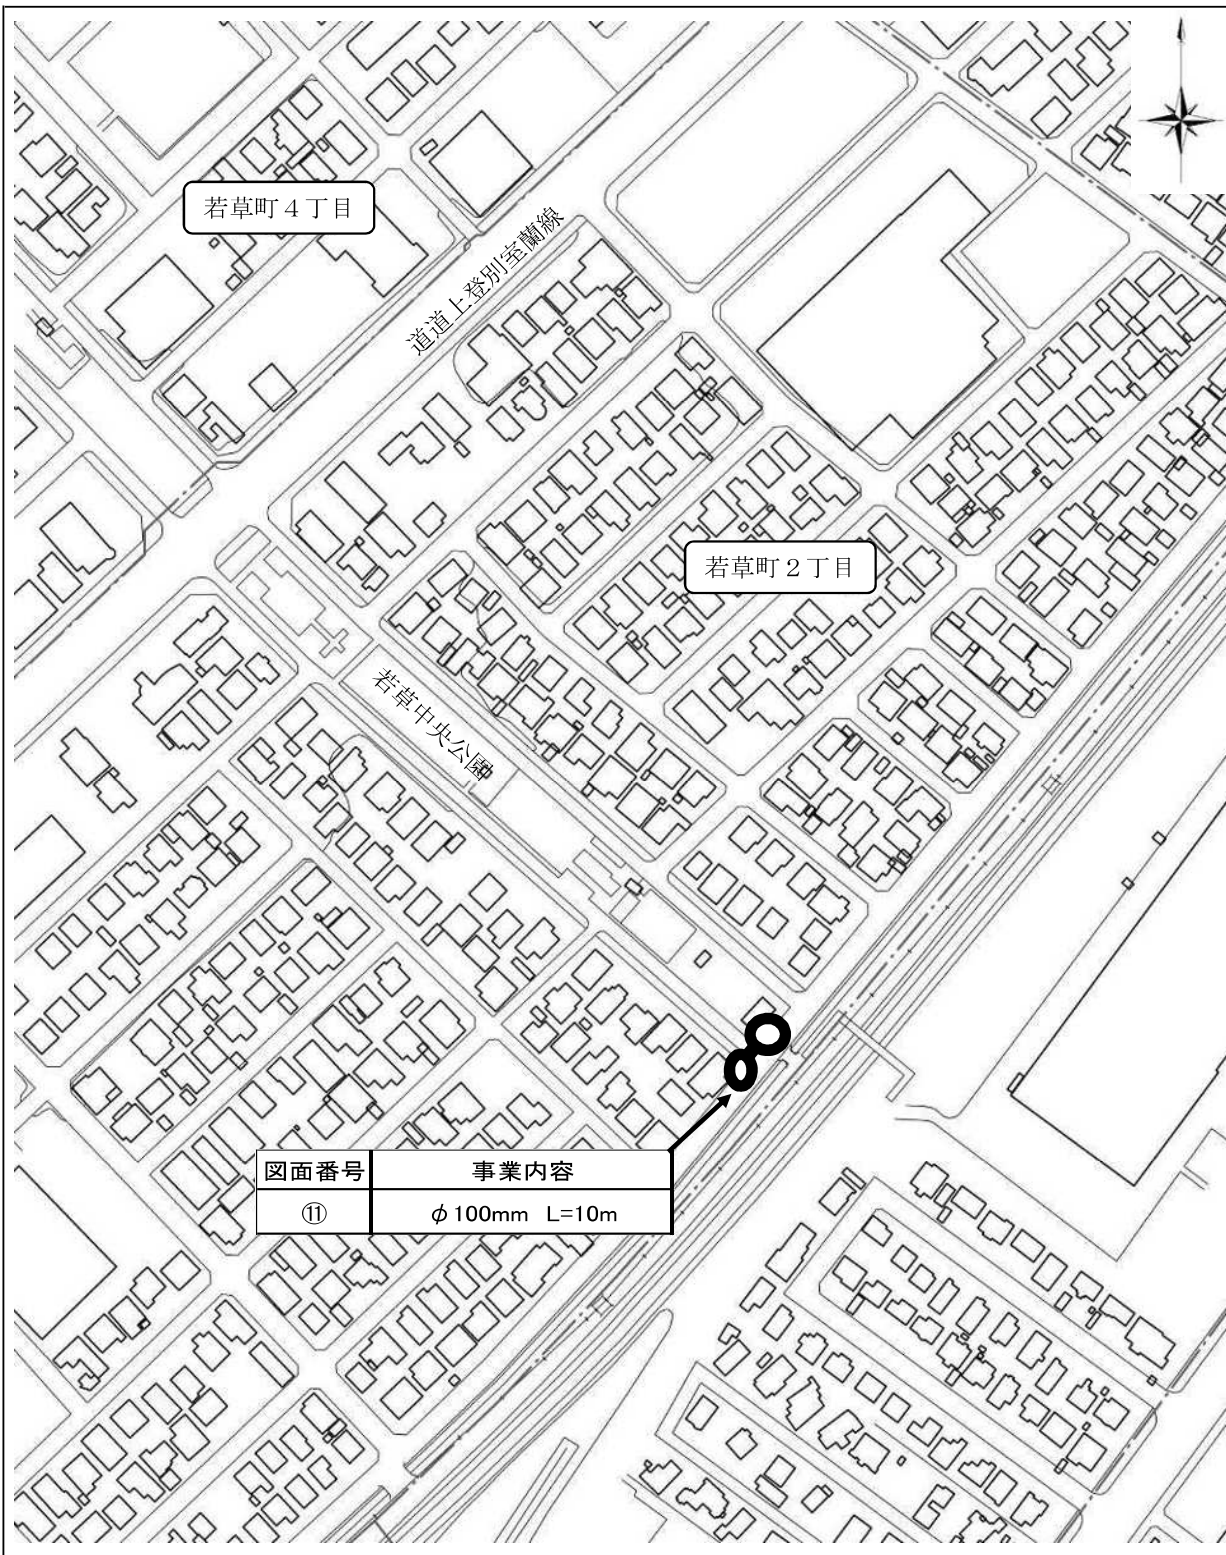 若草町４丁目
道道上登別室蘭線
若草町２丁目
若草中央公園
図面番号 事業内容
⑪ φ100mm L=10m